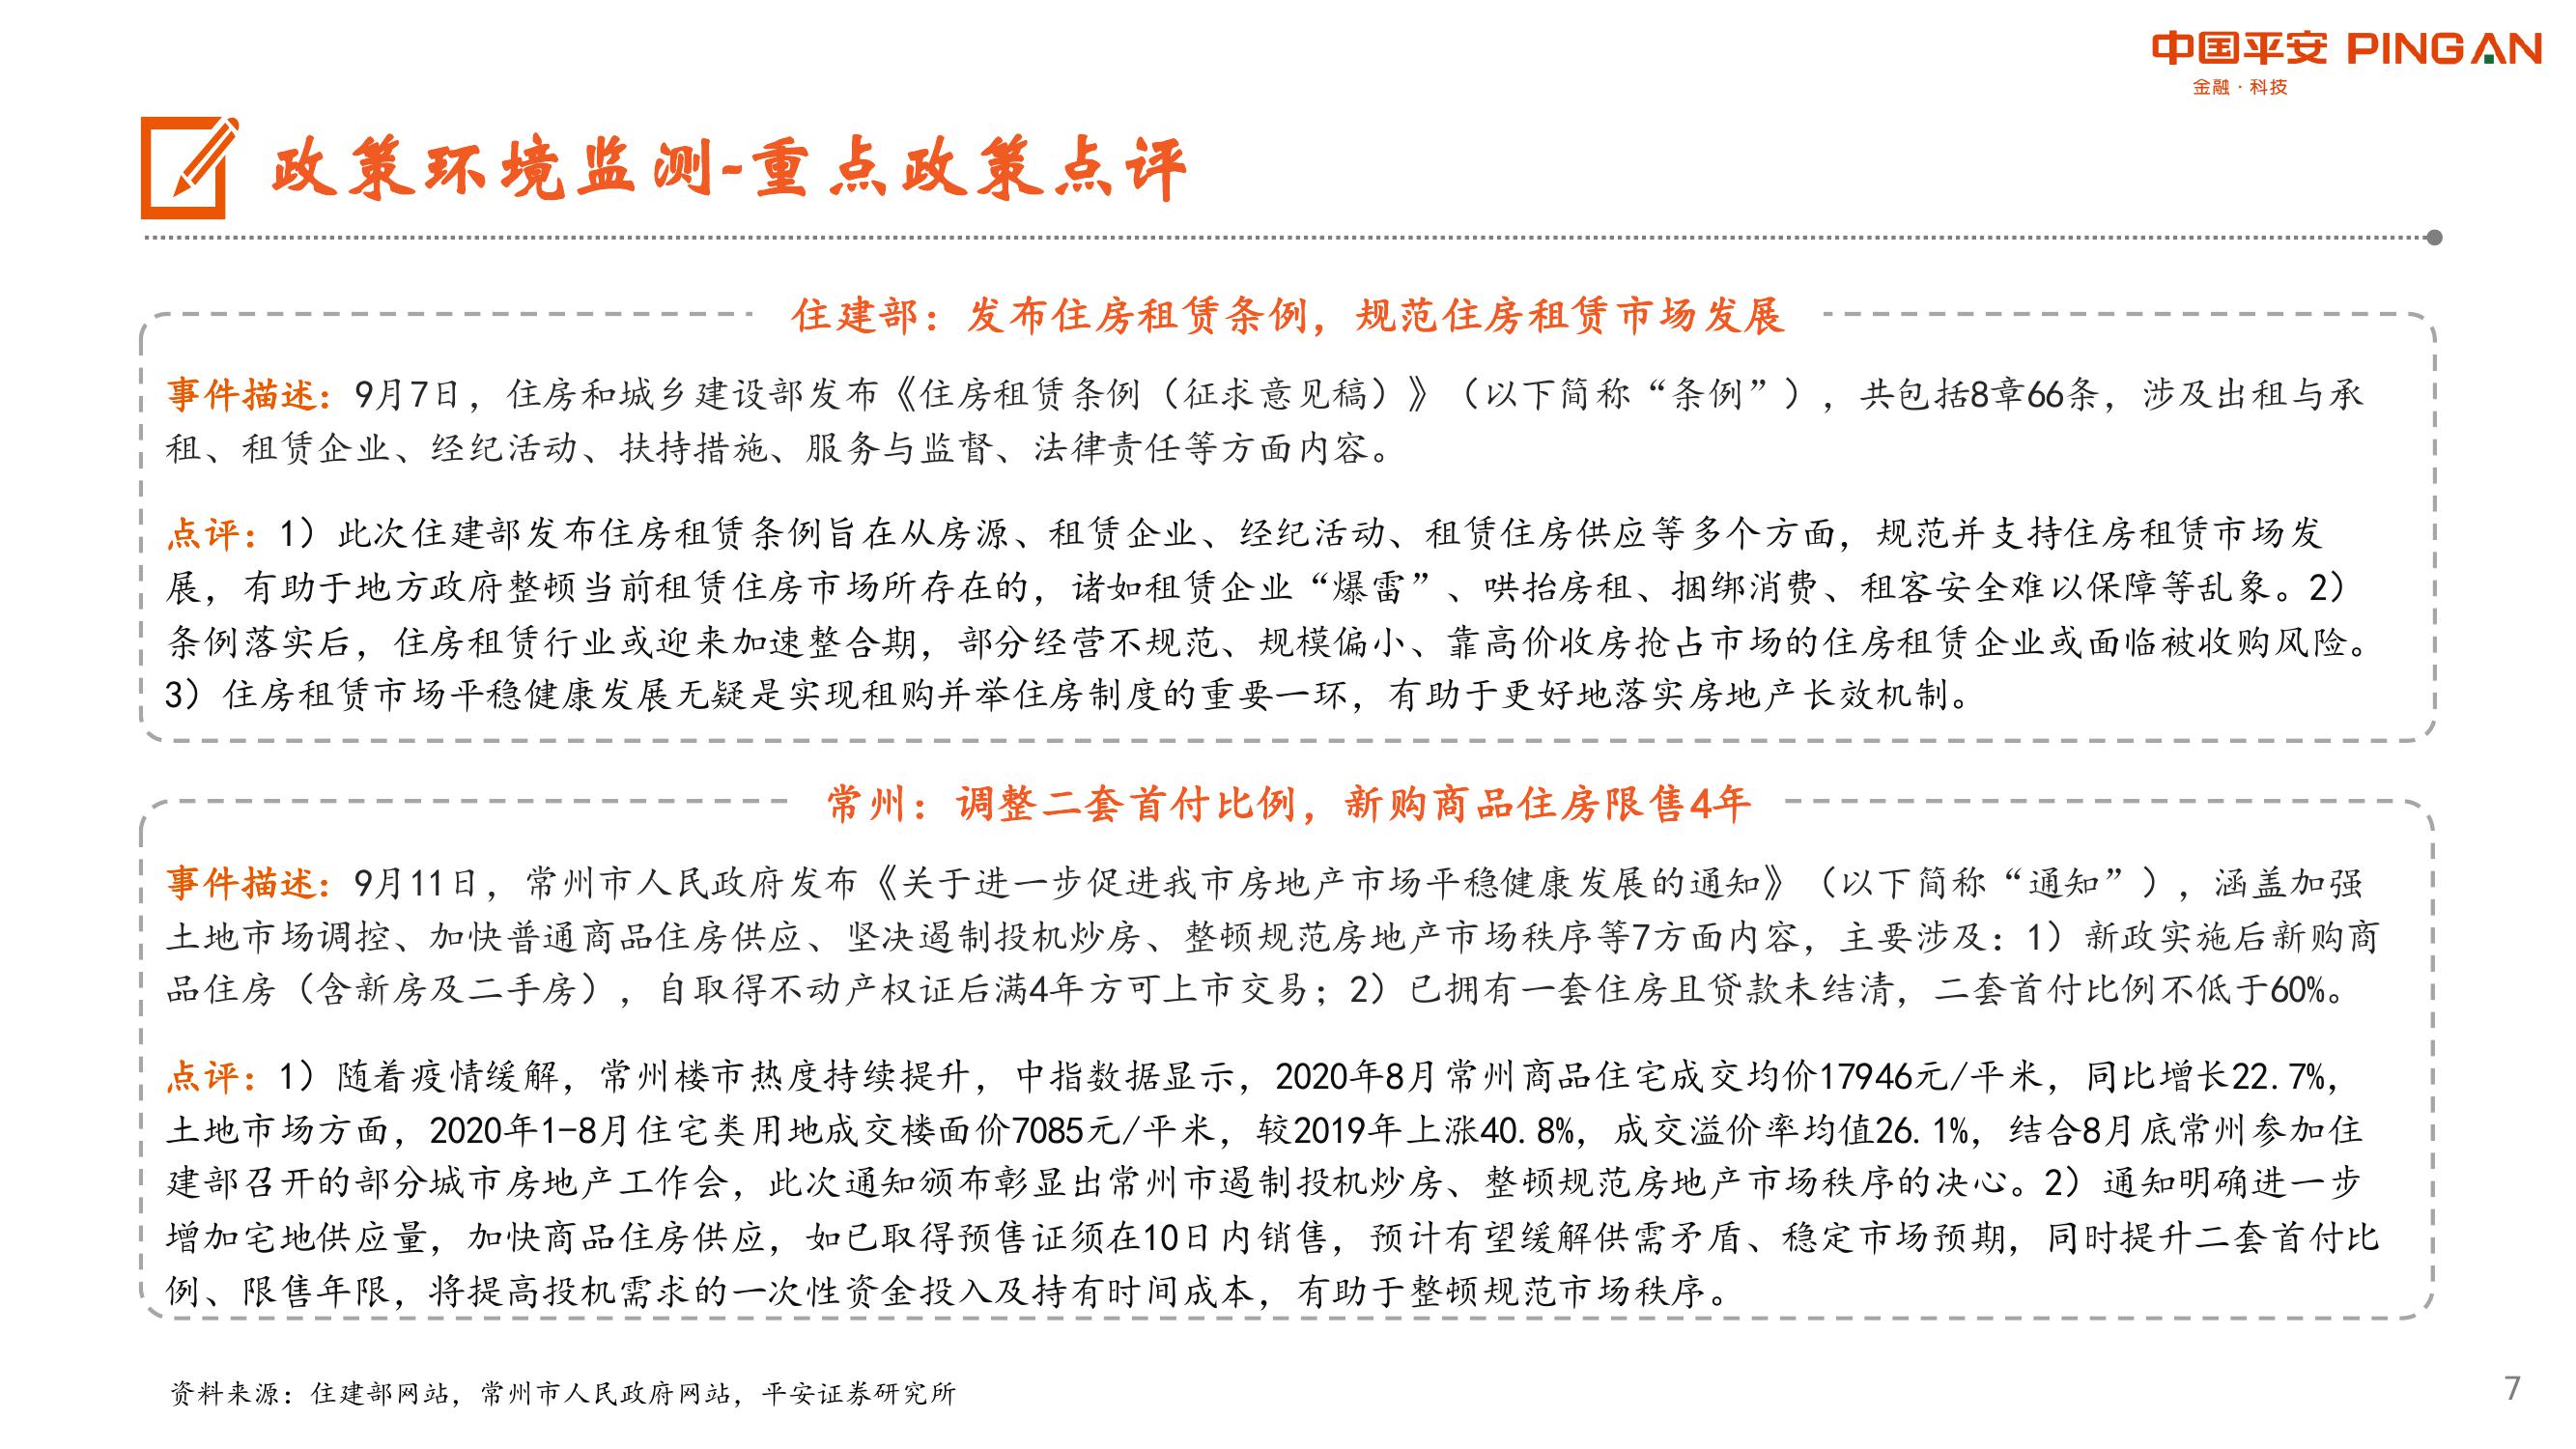 中国平安 PINGAN
金融·科技
政策环境监测-重点政策点评
住建部：发布住房租赁条例，规范住房租赁市场发展
事件描述：9月7日，住房和城乡建设部发布《住房租赁条例（征求意见稿）》（以下简称“条例”），共包括8章66条，涉及出租与承
租、租赁企业、经纪活动、扶持措施、服务与监督、法律责任等方面内容。
点评：1）此次住建部发布住房租赁条例旨在从房源、租赁企业、经纪活动、租赁住房供应等多个方面，规范并支持住房租赁市场发
展，有助于地方政府整顿当前租赁住房市场所存在的，诸如租赁企业“爆雷”、哄抬房租、捆绑消费、租客安全难以保障等乱象。2）
条例落实后，住房租赁行业或迎来加速整合期，部分经营不规范、规模偏小、靠高价收房抢占市场的住房租赁企业或面临被收购风险。
3）住房租赁市场平稳健康发展无疑是实现租购并举住房制度的重要一环，有助于更好地落实房地产长效机制。
常州：调整二套首付比例，新购商品住房限售4年
事件描述：9月11日，常州市人民政府发布《关于进一步促进我市房地产市场平稳健康发展的通知》（以下简称“通知”），涵盖加强
土地市场调控、加快普通商品住房供应、坚决遏制投机炒房、整顿规范房地产市场秩序等7方面内容，主要涉及：1）新政实施后新购商
品住房（含新房及二手房），自取得不动产权证后满4年方可上市交易；2）已拥有一套住房且贷款未结清，二套首付比例不低于60%。
点评：1）随着疫情缓解，常州楼市热度持续提升，中指数据显示，2020年8月常州商品住宅成交均价17946元/平米，同比增长22.7%，
土地市场方面，2020年1-8月住宅类用地成交楼面价7085元/平米，较2019年上涨40.8%，成交溢价率均值26.1%，结合8月底常州参加住
建部召开的部分城市房地产工作会，此次通知颁布彰显出常州市遏制投机炒房、整顿规范房地产市场秩序的决心。2）通知明确进一步
增加宅地供应量，加快商品住房供应，如已取得预售证须在10日内销售，预计有望缓解供需矛盾、稳定市场预期，同时提升二套首付比
例、限售年限，将提高投机需求的一次性资金投入及持有时间成本，有助于整顿规范市场秩序。
资料来源：住建部网站，常州市人民政府网站，平安证券研究所
7